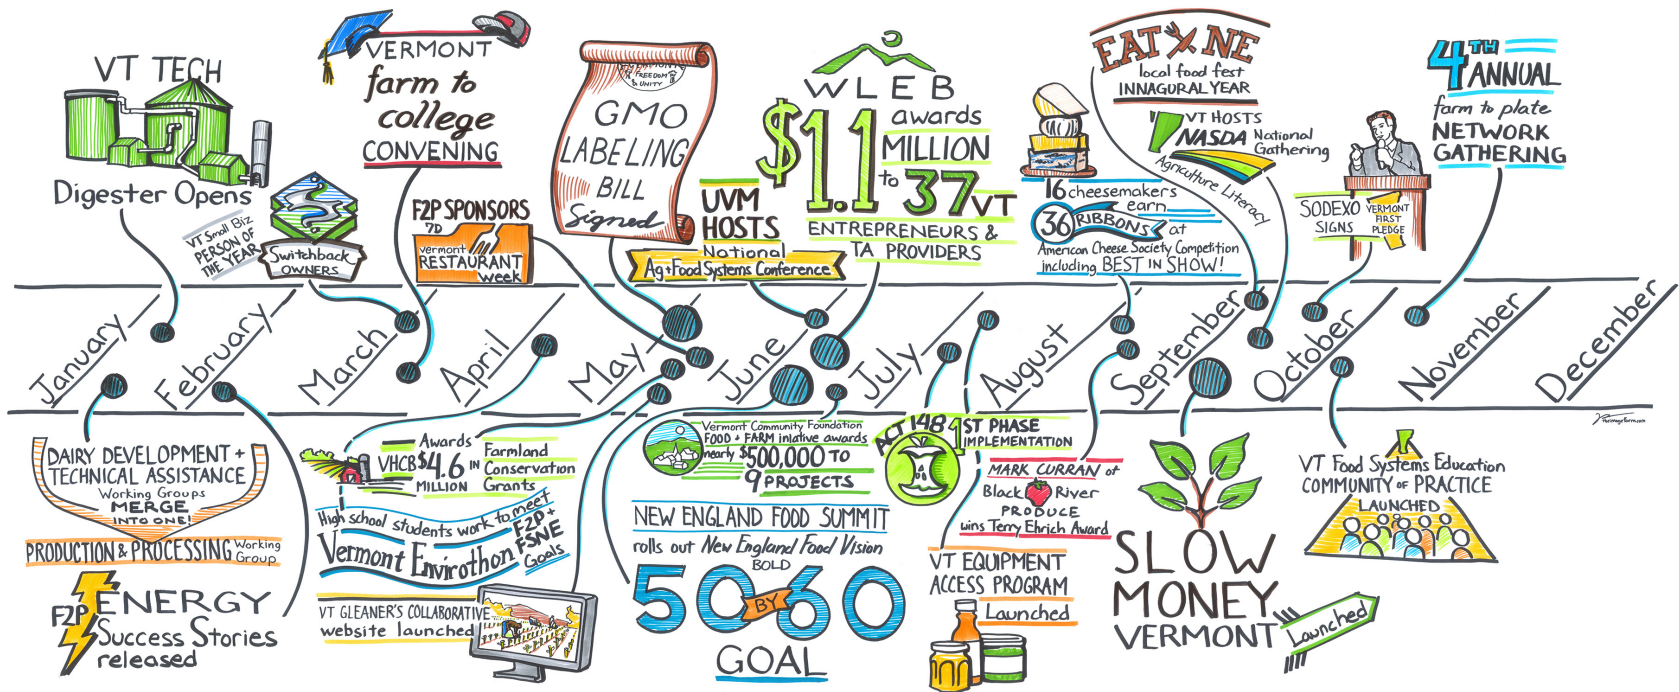 VT TECH
Digester Opens
VT Small Biz
PERSON OF
THE YEAR
Switchback
OWNERS
VERMONT
farm to
college
CONVENING
F2P SPONSORS
7D
vermont
RESTAURANT
week
FREEDOM
& UNITY
GMO
LABELING
BILL
Signed
UVM
HOSTS
National
Ag+Food Systems Conference
WLEB
awards
$1.1 MILLION
to 37 VT
ENTREPRENEURS &
TA PROVIDERS
16 cheesemakers
earn
36 RIBBONS at
American Cheese Society Competition
including BEST IN SHOW!
EAT NE
local food fest
INNAGURAL YEAR
VT HOSTS
NASDA National
Gathering
Agriculture Literacy
SODEXO
SIGNS
VERMONT
FIRST
PLEDGE
4TH
ANNUAL
farm to plate
NETWORK
GATHERING
January
February
March
April
May
June
July
August
September
October
November
December
DAIRY DEVELOPMENT +
TECHNICAL ASSISTANCE
Working Groups
MERGE
INTO ONE!
PRODUCTION & PROCESSING Working
Group
F2P ENERGY
Success Stories
released
Awards
VHCB $4.6 IN
MILLION
Farmland
Conservation
Grants
High school students work to meet
Vermont Envirothon
F2P +
FSNE
GOALS
VT GLEANER'S COLLABORATIVE
website launched
Vermont Community Foundation
FOOD + FARM iniative awards
nearly $500,000 TO
9 PROJECTS
NEW ENGLAND FOOD SUMMIT
rolls out New England Food Vision
BOLD
50 BY 60
GOAL
ACT 148 1ST PHASE
IMPLEMENTATION
MARK CURRAN of
Black River
PRODUCE
wins Terry Ehrich Award
VT EQUIPMENT
ACCESS PROGRAM
Launched
SLOW
MONEY
VERMONT
Launched
VT Food Systems Education
COMMUNITY of PRACTICE
LAUNCHED